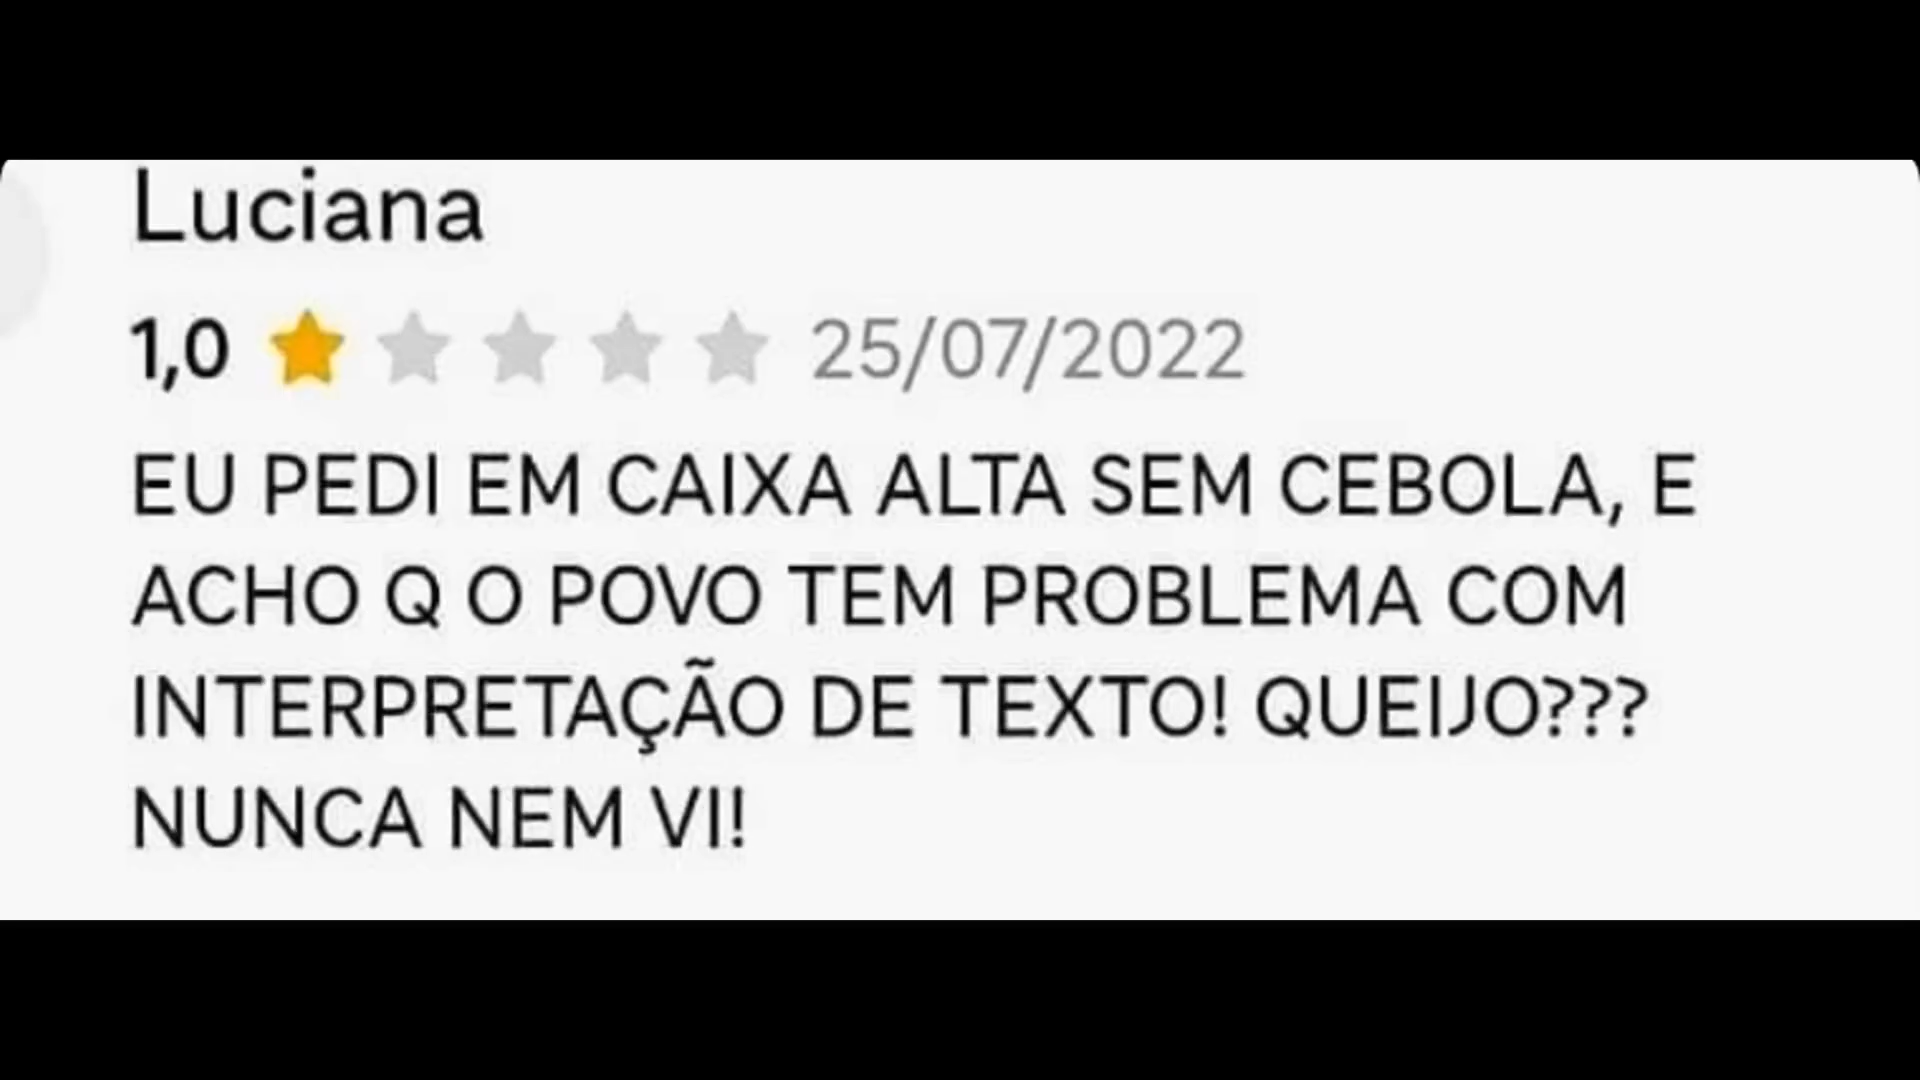 Luciana
1,0 25/07/2022
EU PEDI EM CAIXA ALTA SEM CEBOLA, E
ACHO Q O POVO TEM PROBLEMA COM
INTERPRETAÇÃO DE TEXTO! QUEIJO???
NUNCA NEM VI!